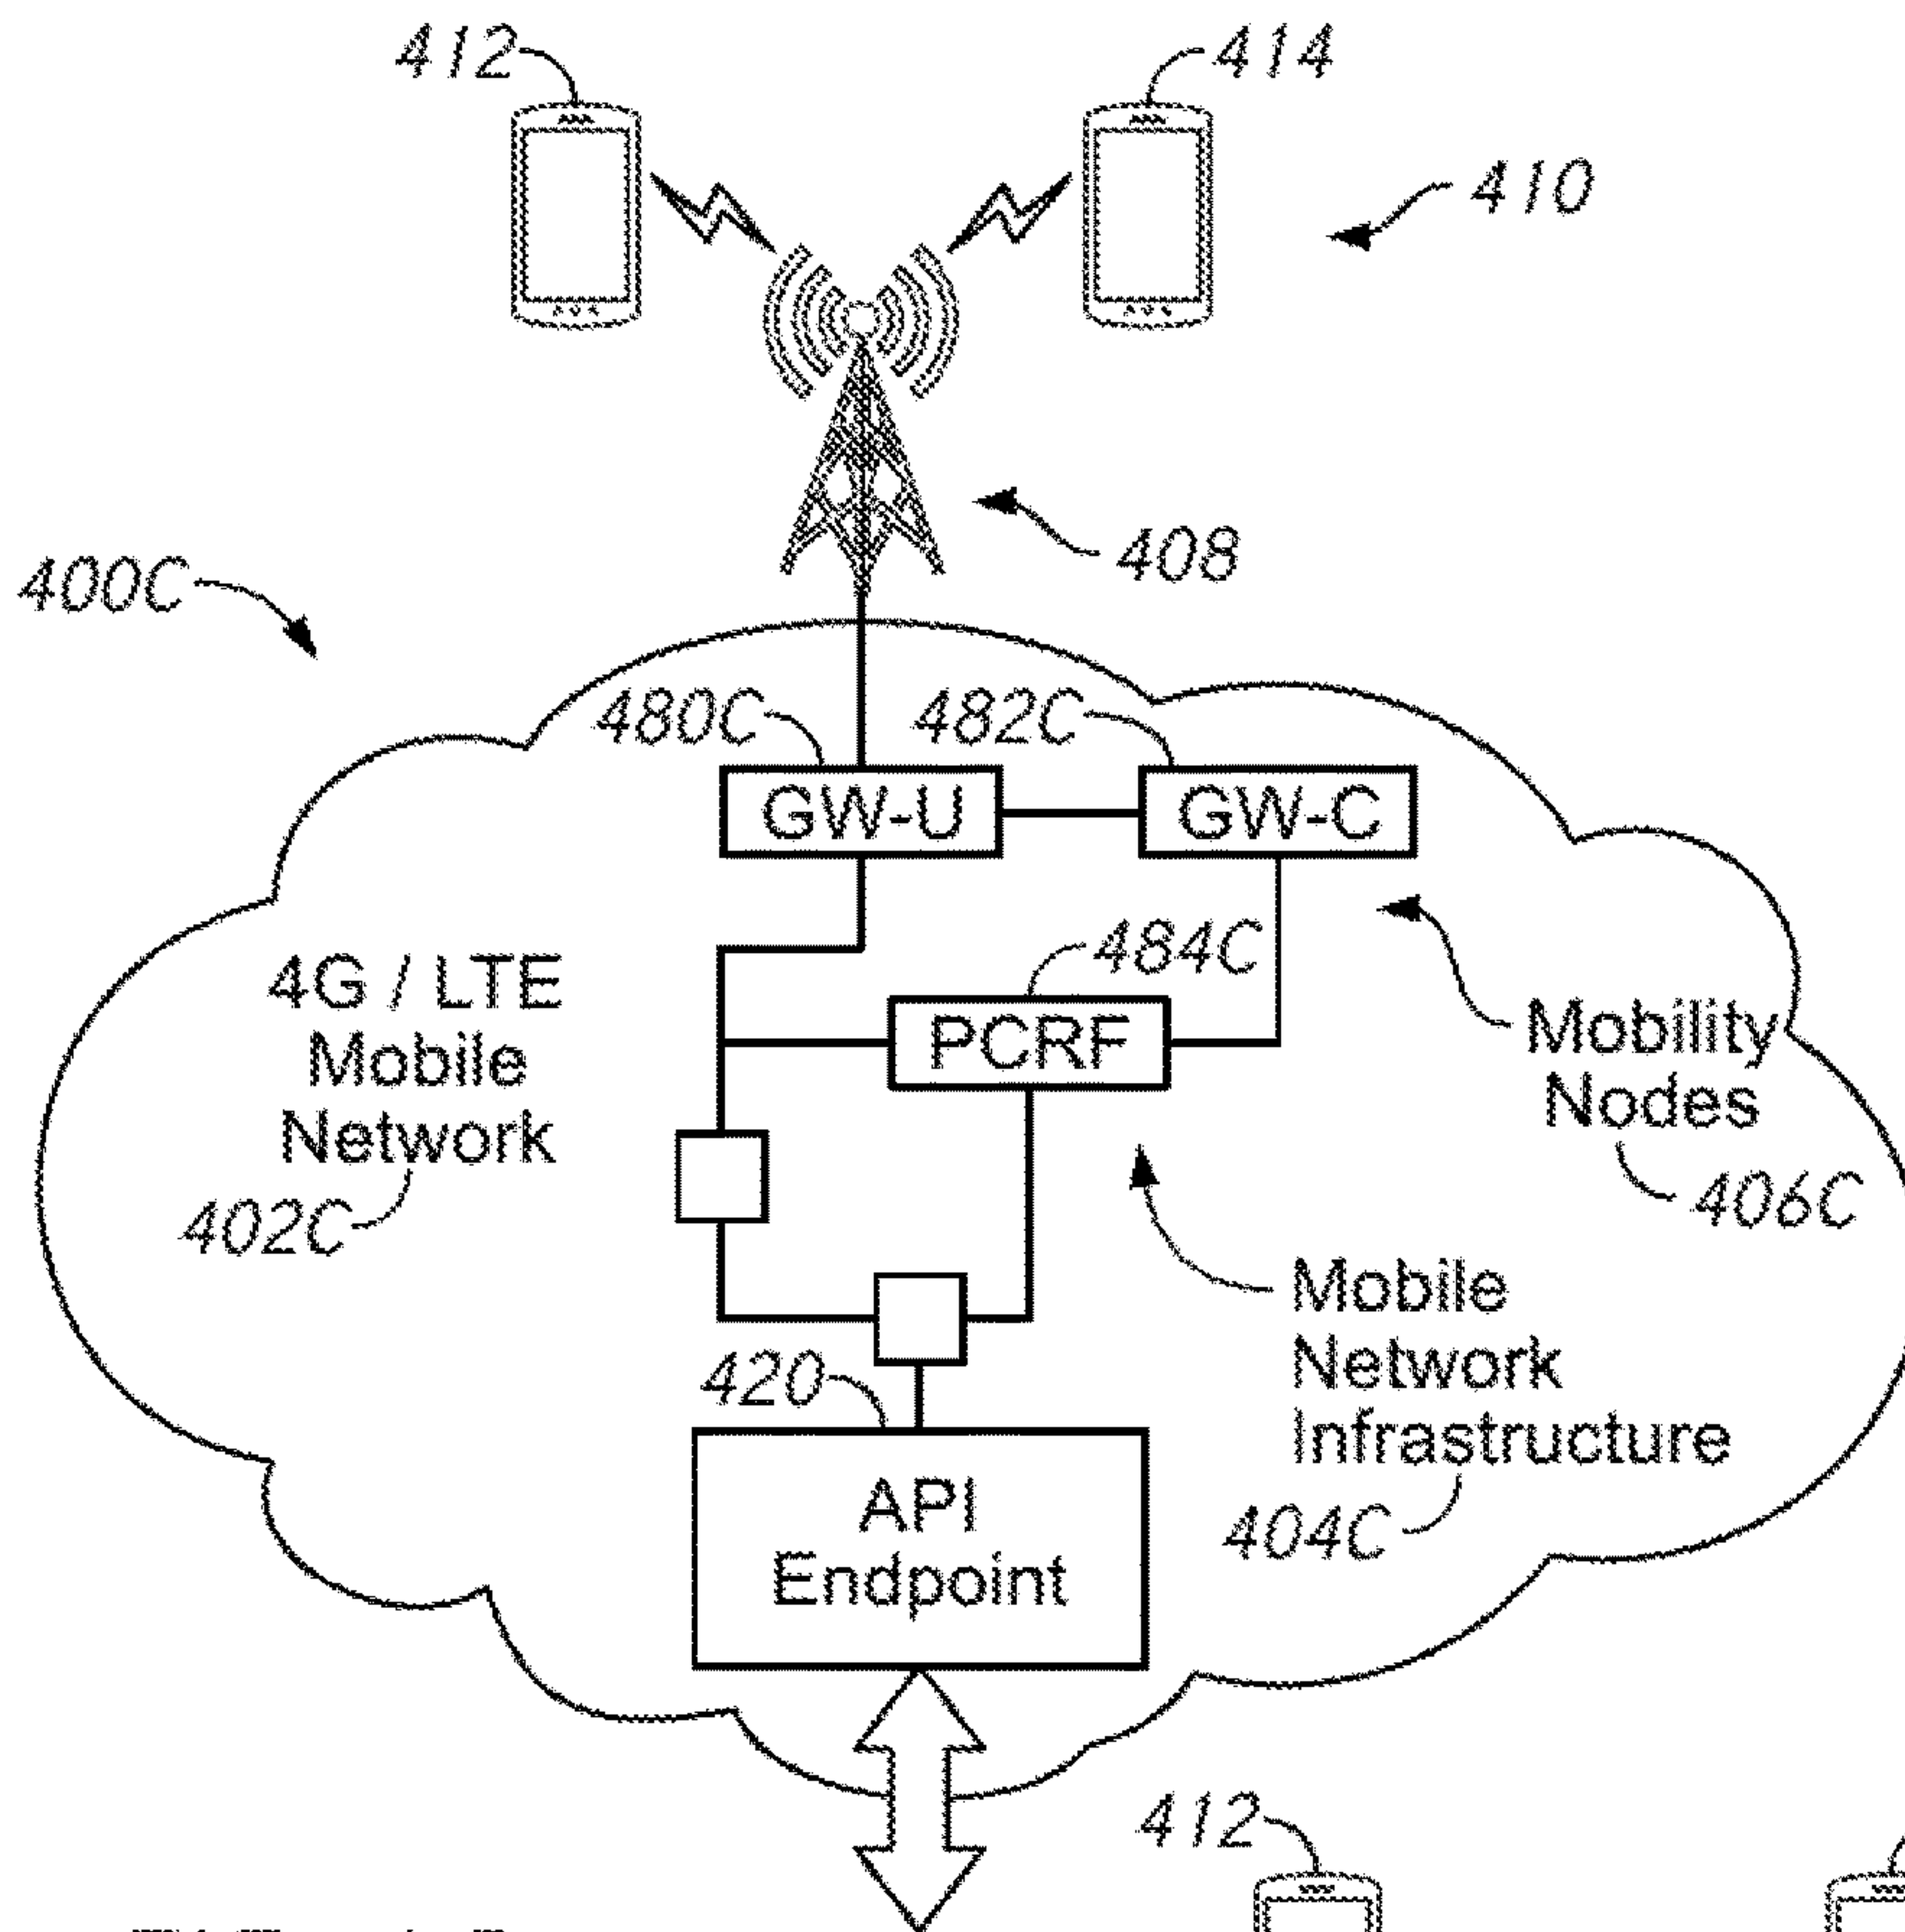 412
414
410
408
400C
480C
482C
GW-U
GW-C
484C
4G / LTE
Mobile
Network
402C
PCRF
Mobility
Nodes
406C
Mobile
Network
Infrastructure
404C
420
API
Endpoint
412